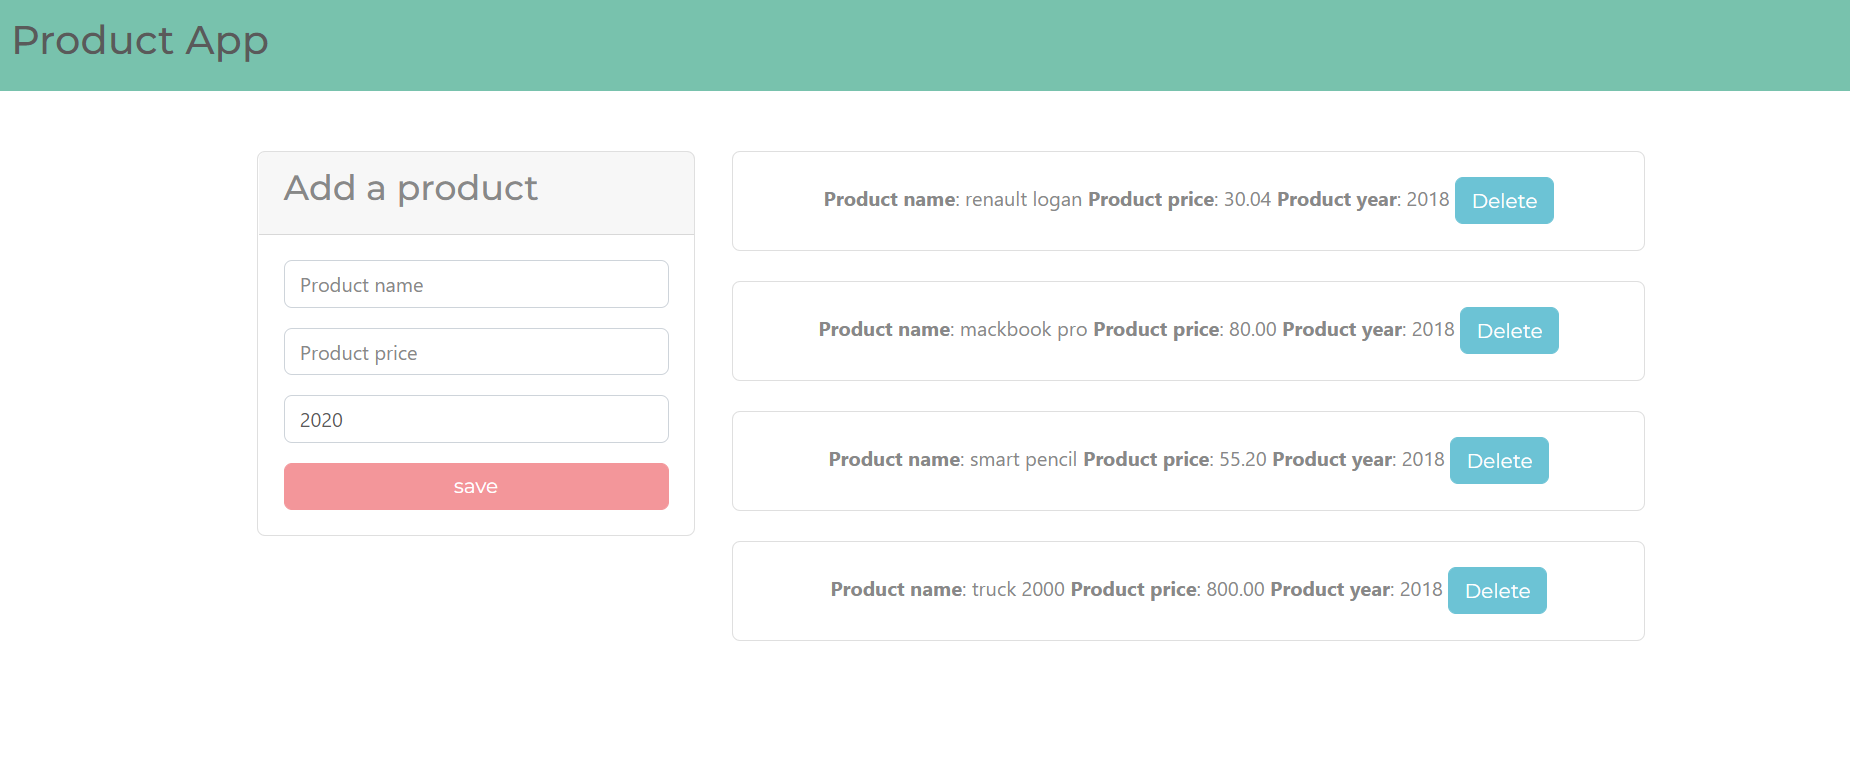 Product App
Add a product
Product name
Product price
2020
save
Product name: renault logan Product price: 30.04 Product year: 2018 Delete
Product name: mackbook pro Product price: 80.00 Product year: 2018 Delete
Product name: smart pencil Product price: 55.20 Product year: 2018 Delete
Product name: truck 2000 Product price: 800.00 Product year: 2018 Delete